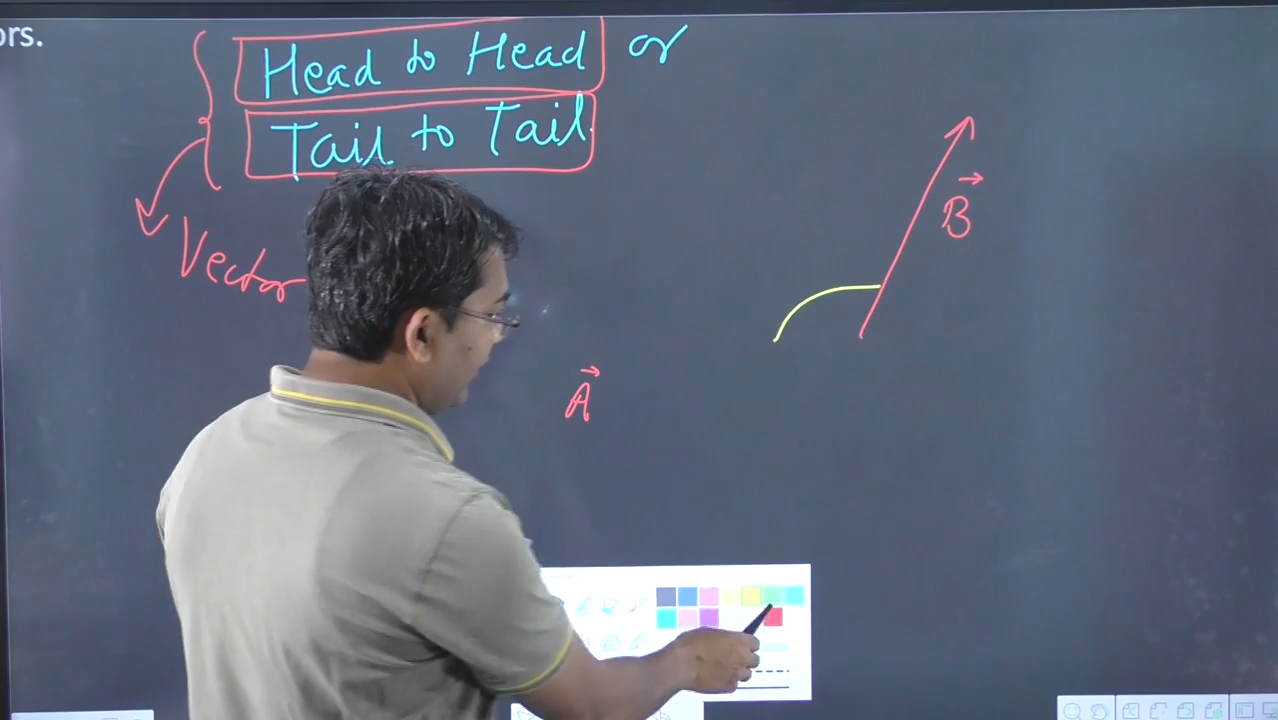 ors.
Head to Head or
Tail to Tail
Vector
B
A